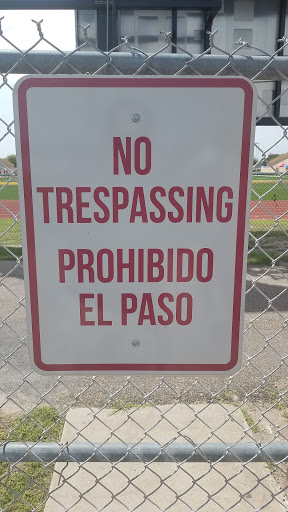 NO
TRESPASSING
PROHIBIDO
EL PASO